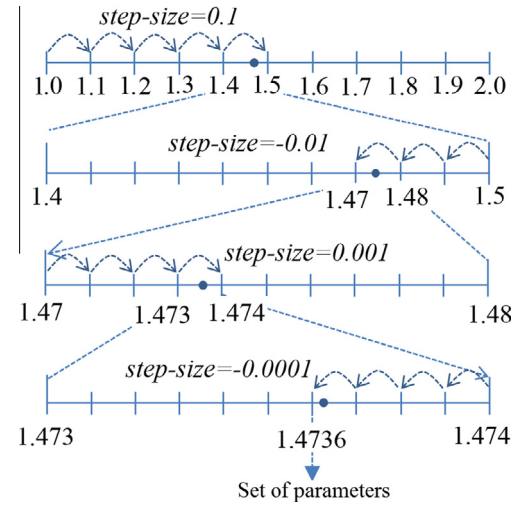 step-size=0.1
1.0 1.1 1.2 1.3 1.4 1.5 1.6 1.7 1.8 1.9 2.0
step-size=-0.01
1.4 1.47 1.48 1.5
step-size=0.001
1.47 1.473 1.474 1.48
step-size=-0.0001
1.473 1.4736 1.474
Set of parameters